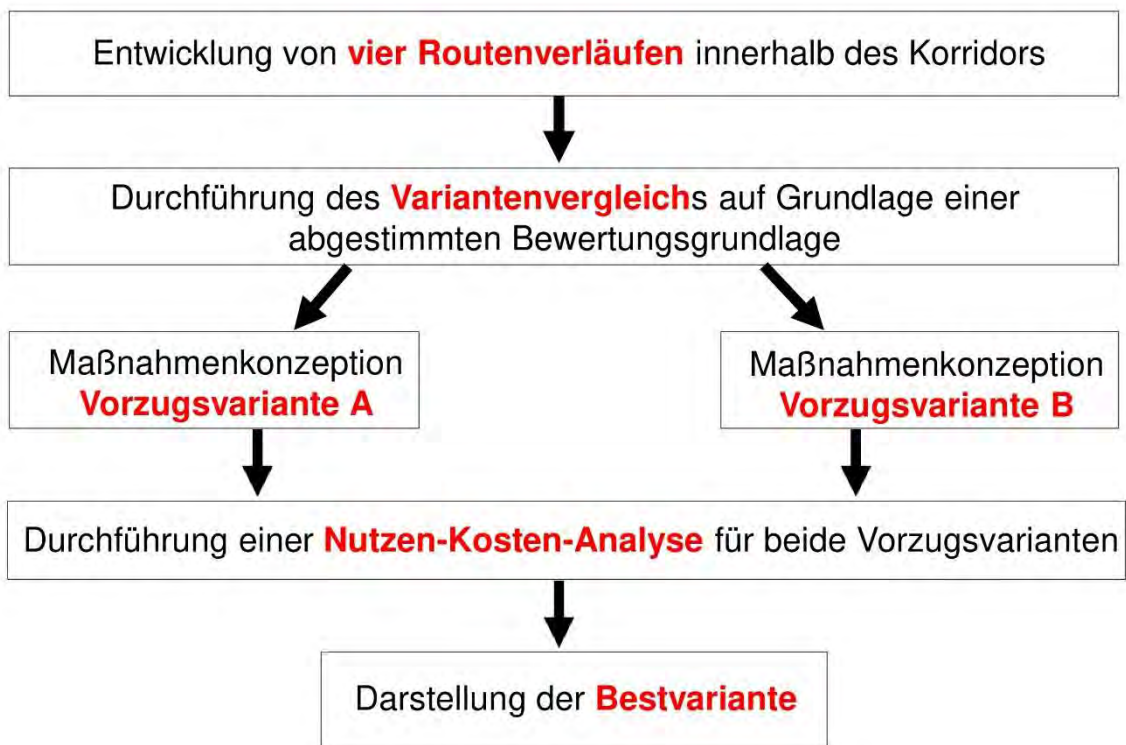 Entwicklung von vier Routenverläufen innerhalb des Korridors
Durchführung des Variantenvergleichs auf Grundlage einer
abgestimmten Bewertungsgrundlage
Maßnahmenkonzeption
Vorzugsvariante A
Maßnahmenkonzeption
Vorzugsvariante B
Durchführung einer Nutzen-Kosten-Analyse für beide Vorzugsvarianten
Darstellung der Bestvariante